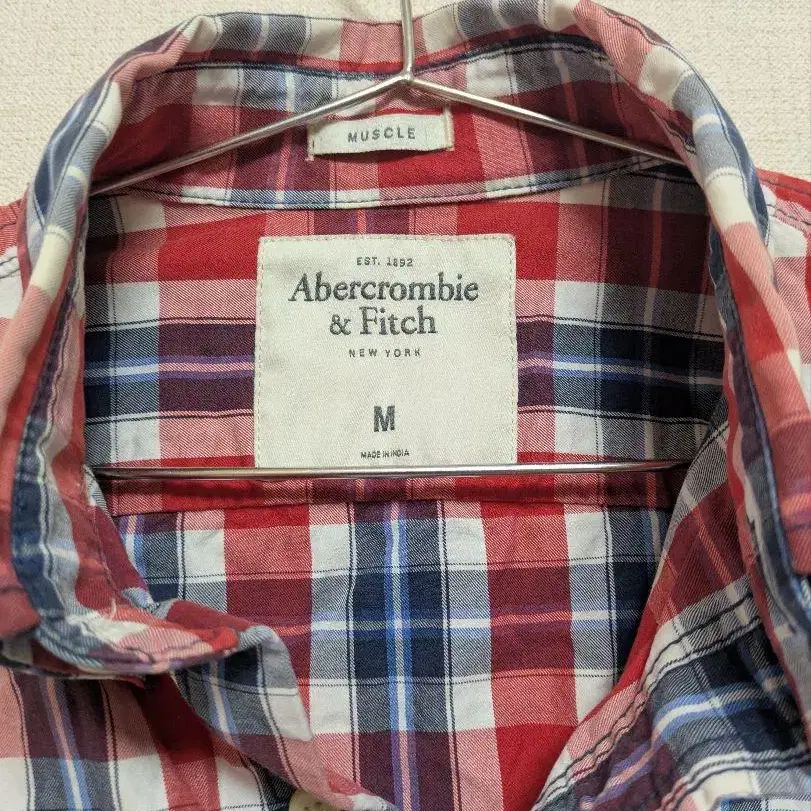 MUSCLE
EST. 1892
Abercrombie
& Fitch
NEW YORK
M
MADE IN INDIA